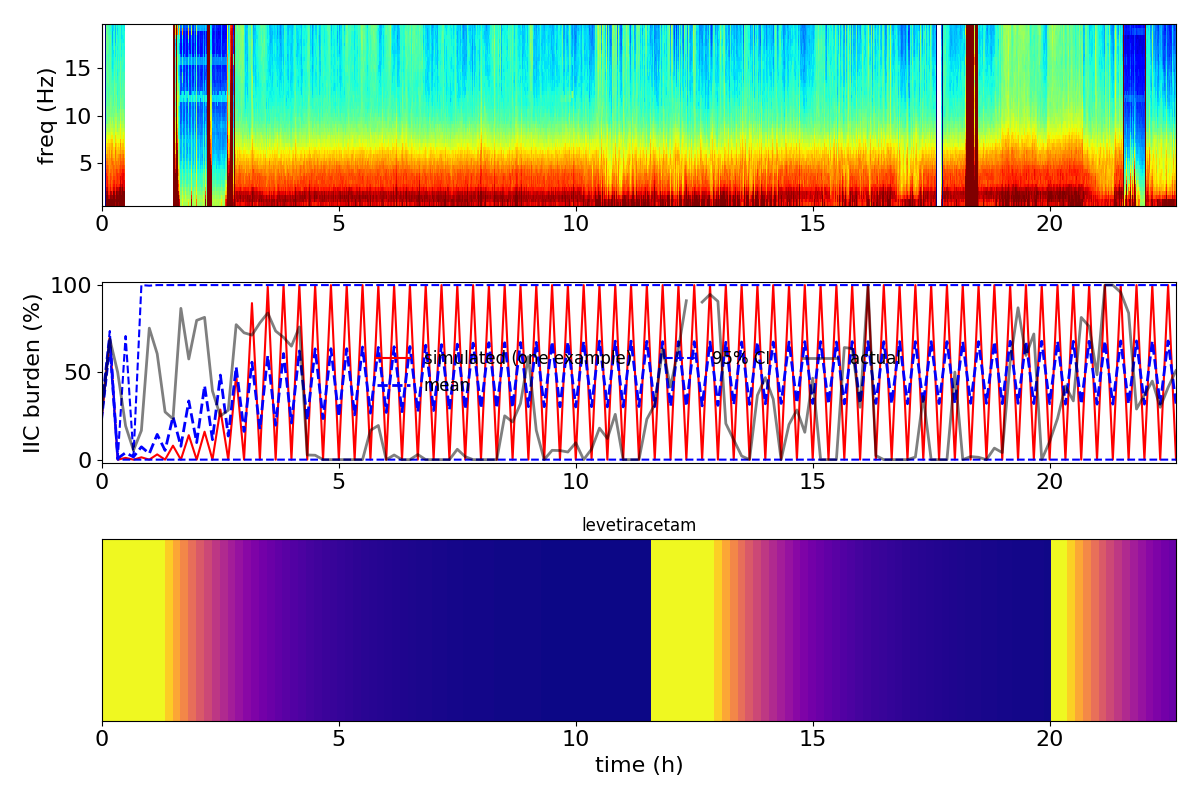 freq (Hz)
15
10
5
0 5 10 15 20
IIC burden (%)
100
50
0
simulated (one example) 95% CI actual
mean
0 5 10 15 20
levetiracetam
0 5 10 15 20
time (h)